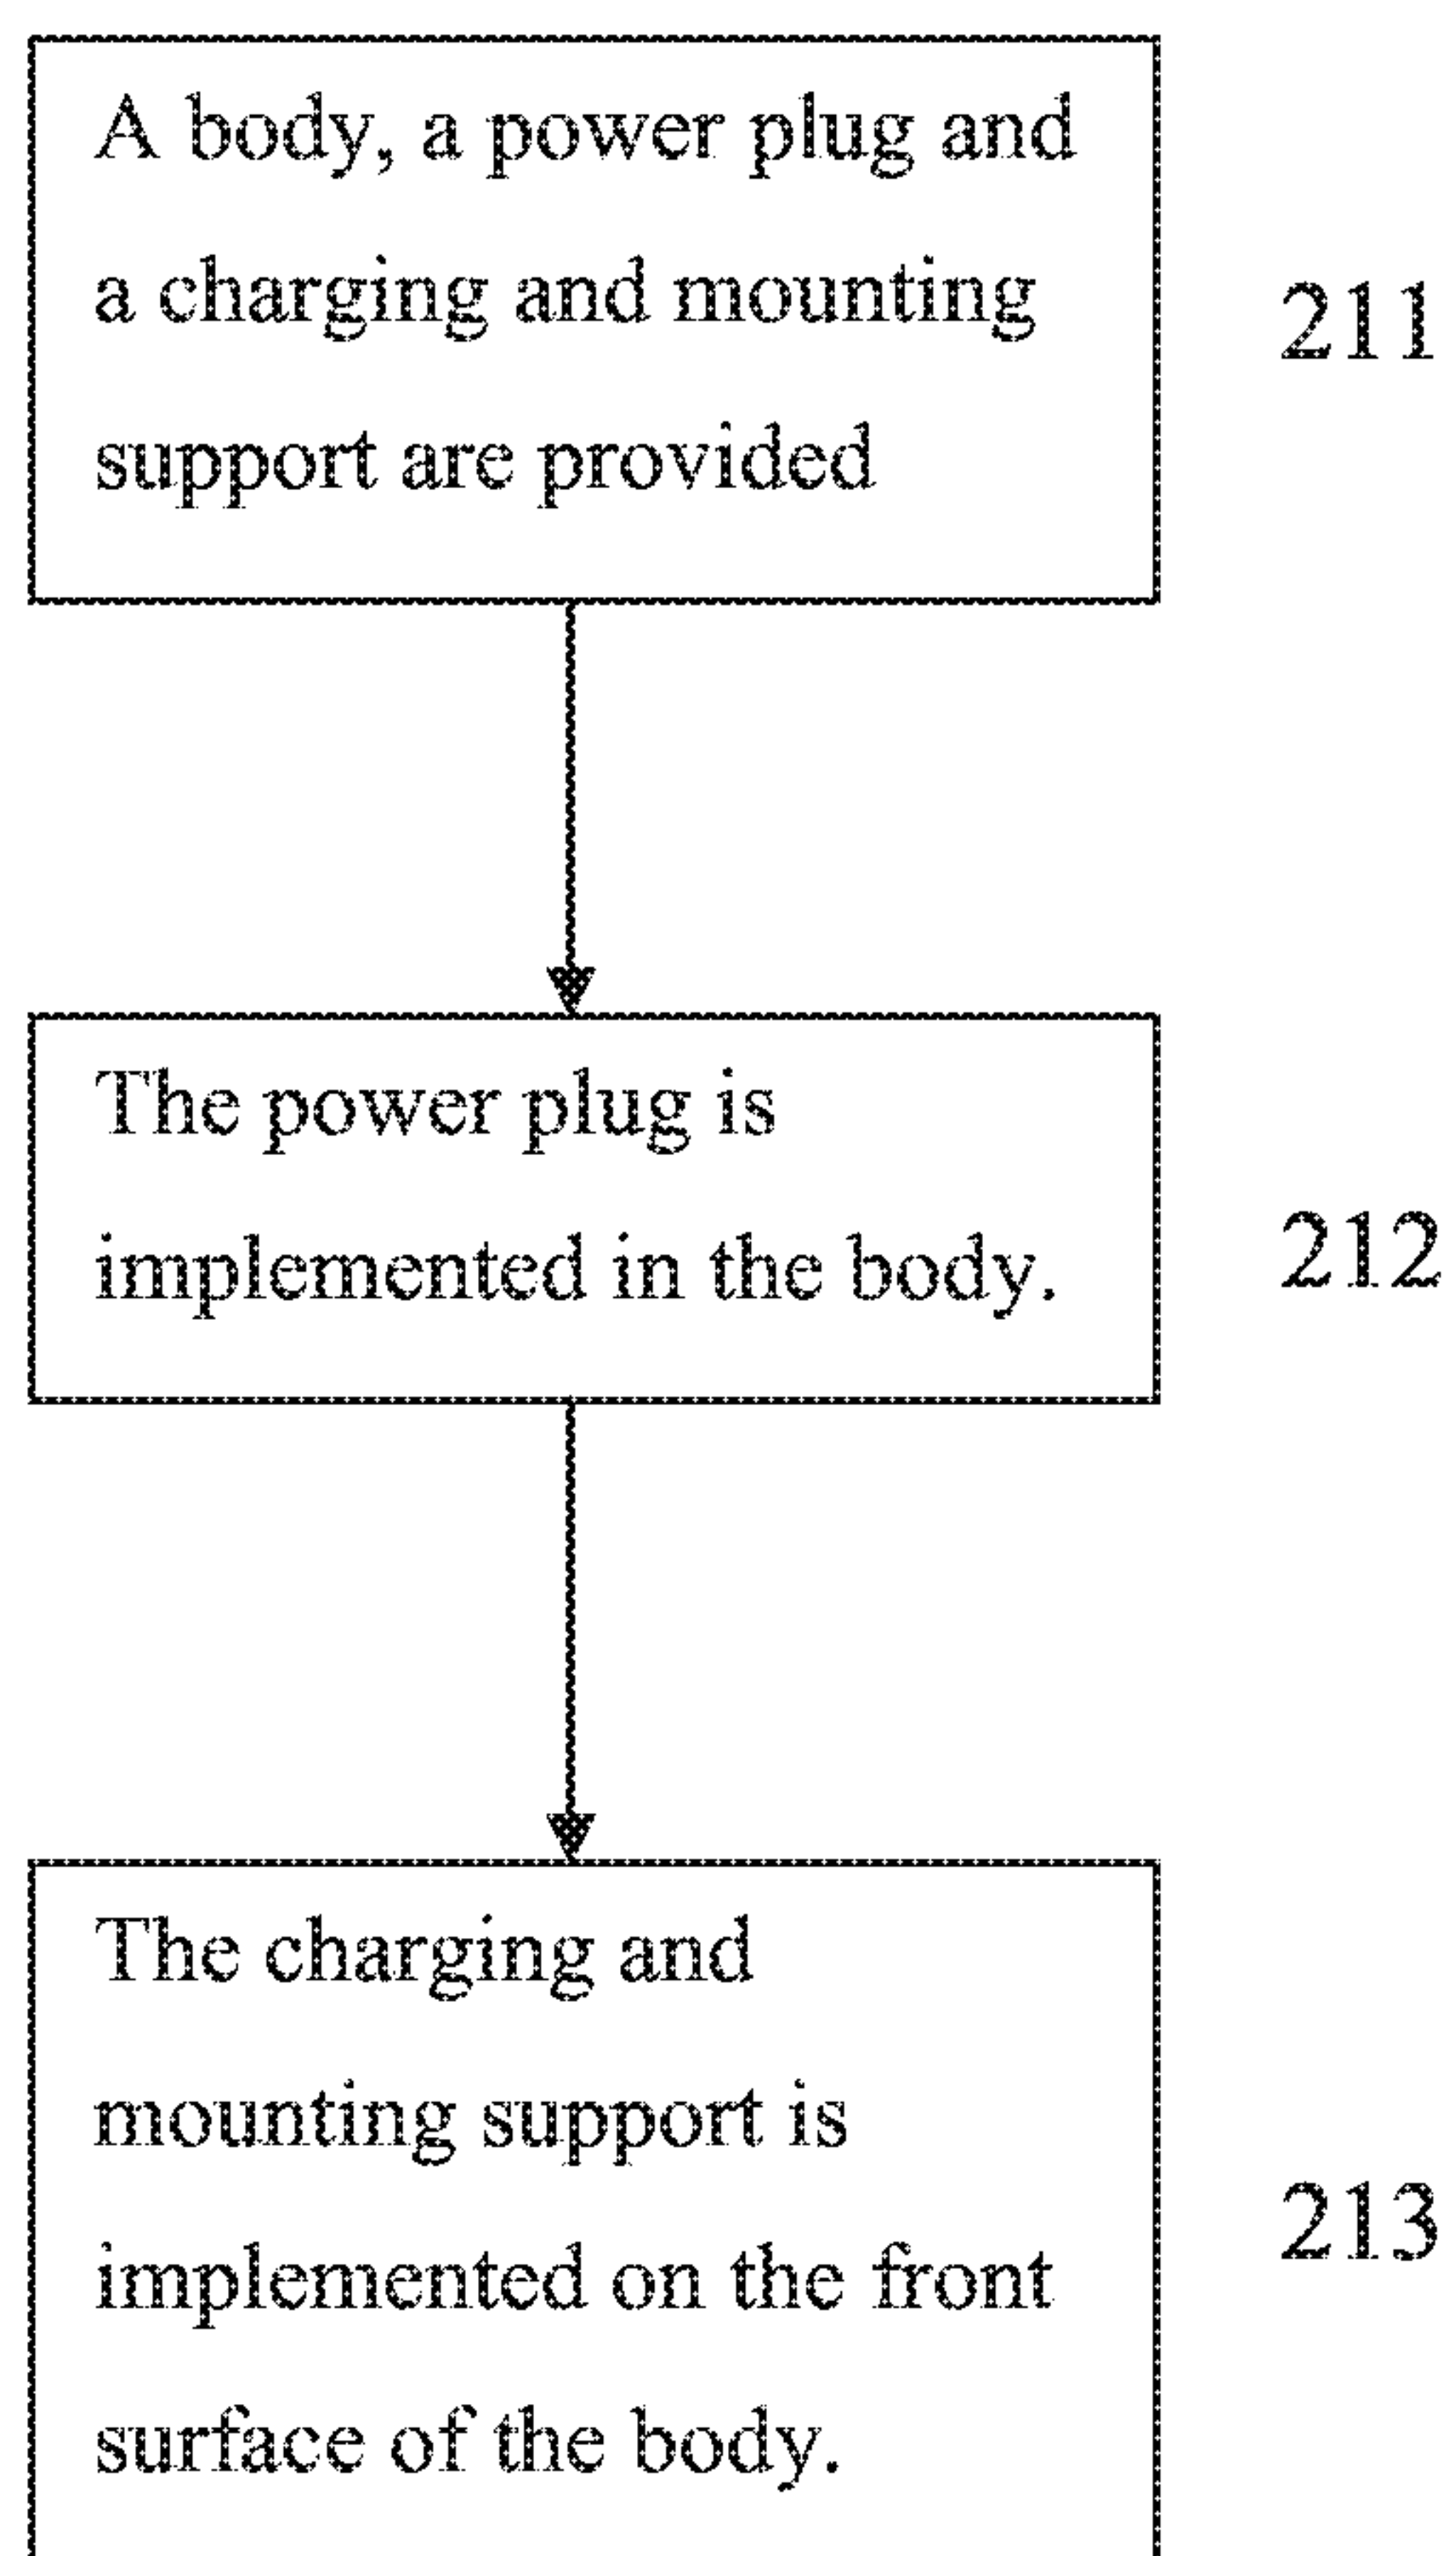 A body, a power plug and
a charging and mounting
support are provided
211
The power plug is
implemented in the body.
212
The charging and
mounting support is
implemented on the front
surface of the body.
213